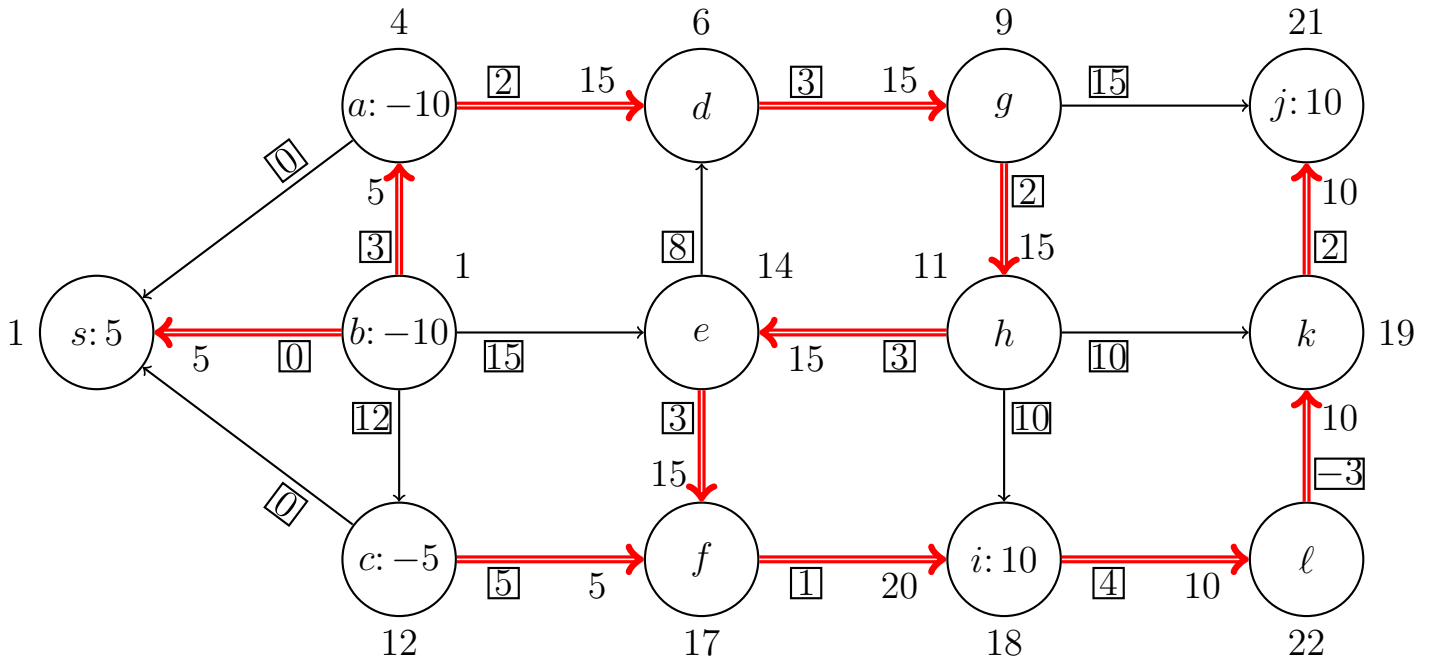 4 6 9 21
a: −10 2 15 d 3 15 g 15 j: 10
0 5 2 10
3 1 8 14 11 15 2
1 s: 5 b: −10 e h k 19
5 0 15 15 3 10
12 3 10 10
0 15 −3
c: −5 f i: 10 ℓ
5 5 1 20 4 10
12 17 18 22